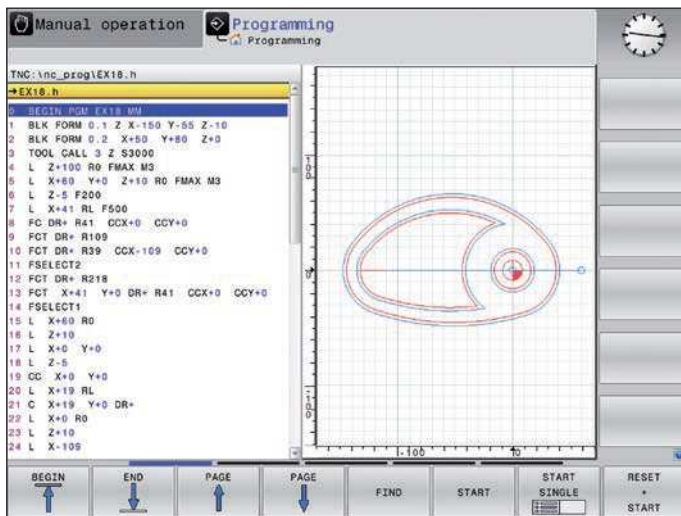 Manual operation
Programming
Programming
TNC:\nc_prog\EX18.h
→EX18.h
0 BEGIN PGM EX18 MM
1 BLK FORM 0.1 Z X-150 Y-55 Z-10
2 BLK FORM 0.2 X+50 Y+80 Z+0
3 TOOL CALL 3 Z S3000
4 L Z+100 R0 FMAX M3
5 L X+60 Y+0 Z+10 R0 FMAX M3
6 L Z-5 F200
7 L X+41 RL F500
8 FC DR+ R41 CCX+0 CCY+0
9 FCT DR+ R109
10 FCT DR+ R39 CCX-109 CCY+0
11 FSELECT2
12 FCT DR+ R218
13 FCT X+41 Y+0 DR+ R41 CCX+0 CCY+0
14 FSELECT1
15 L X+60 R0
16 L Z+10
17 L X+0 Y+0
18 L Z-5
19 CC X+0 Y+0
20 L X+19 RL
21 C X+19 Y+0 DR+
22 L X+0 R0
23 L Z+10
24 L X-109
100
0
-100
-100
0
BEGIN
END
PAGE
PAGE
FIND
START
START
SINGLE
RESET
+
START